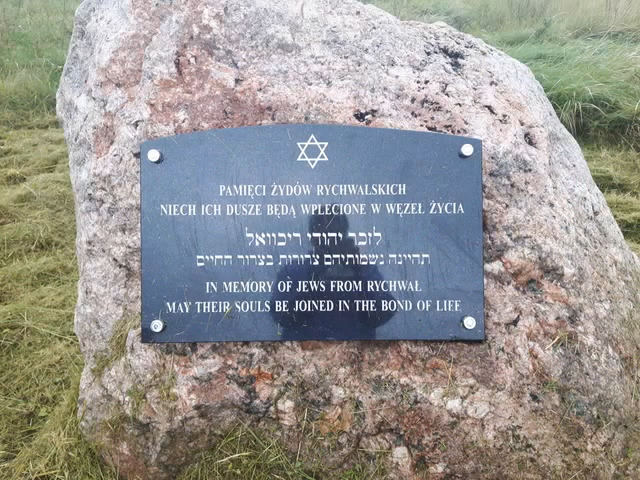 PAMIĘCI ŻYDÓW RYCHWALSKICH
NIECH ICH DUSZE BĘDĄ WPLECIONE W WĘZEŁ ŻYCIA
לזכר יהודי ריכוואל
תהיינה נשמותיהם צרורות בצרור החיים
IN MEMORY OF JEWS FROM RYCHWAŁ
MAY THEIR SOULS BE JOINED IN THE BOND OF LIFE